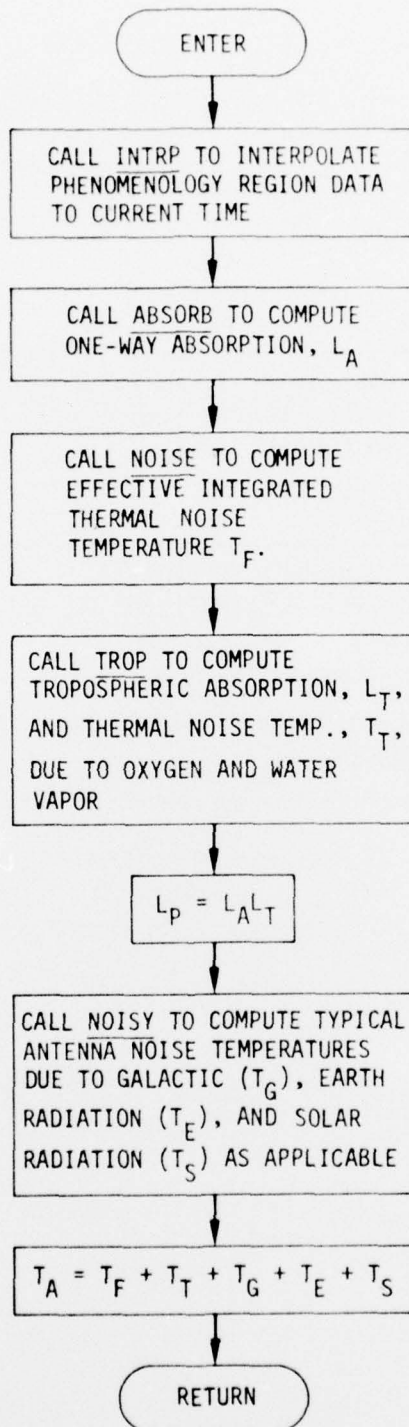 ENTER
CALL INTRP TO INTERPOLATE
PHENOMENOLOGY REGION DATA
TO CURRENT TIME
CALL ABSORB TO COMPUTE
ONE-WAY ABSORPTION, L_A
CALL NOISE TO COMPUTE
EFFECTIVE INTEGRATED
THERMAL NOISE
TEMPERATURE T_F.
CALL TROP TO COMPUTE
TROPOSPHERIC ABSORPTION, L_T,
AND THERMAL NOISE TEMP., T_T,
DUE TO OXYGEN AND WATER
VAPOR
L_P = L_A L_T
CALL NOISY TO COMPUTE TYPICAL
ANTENNA NOISE TEMPERATURES
DUE TO GALACTIC (T_G), EARTH
RADIATION (T_E), AND SOLAR
RADIATION (T_S) AS APPLICABLE
T_A = T_F + T_T + T_G + T_E + T_S
RETURN